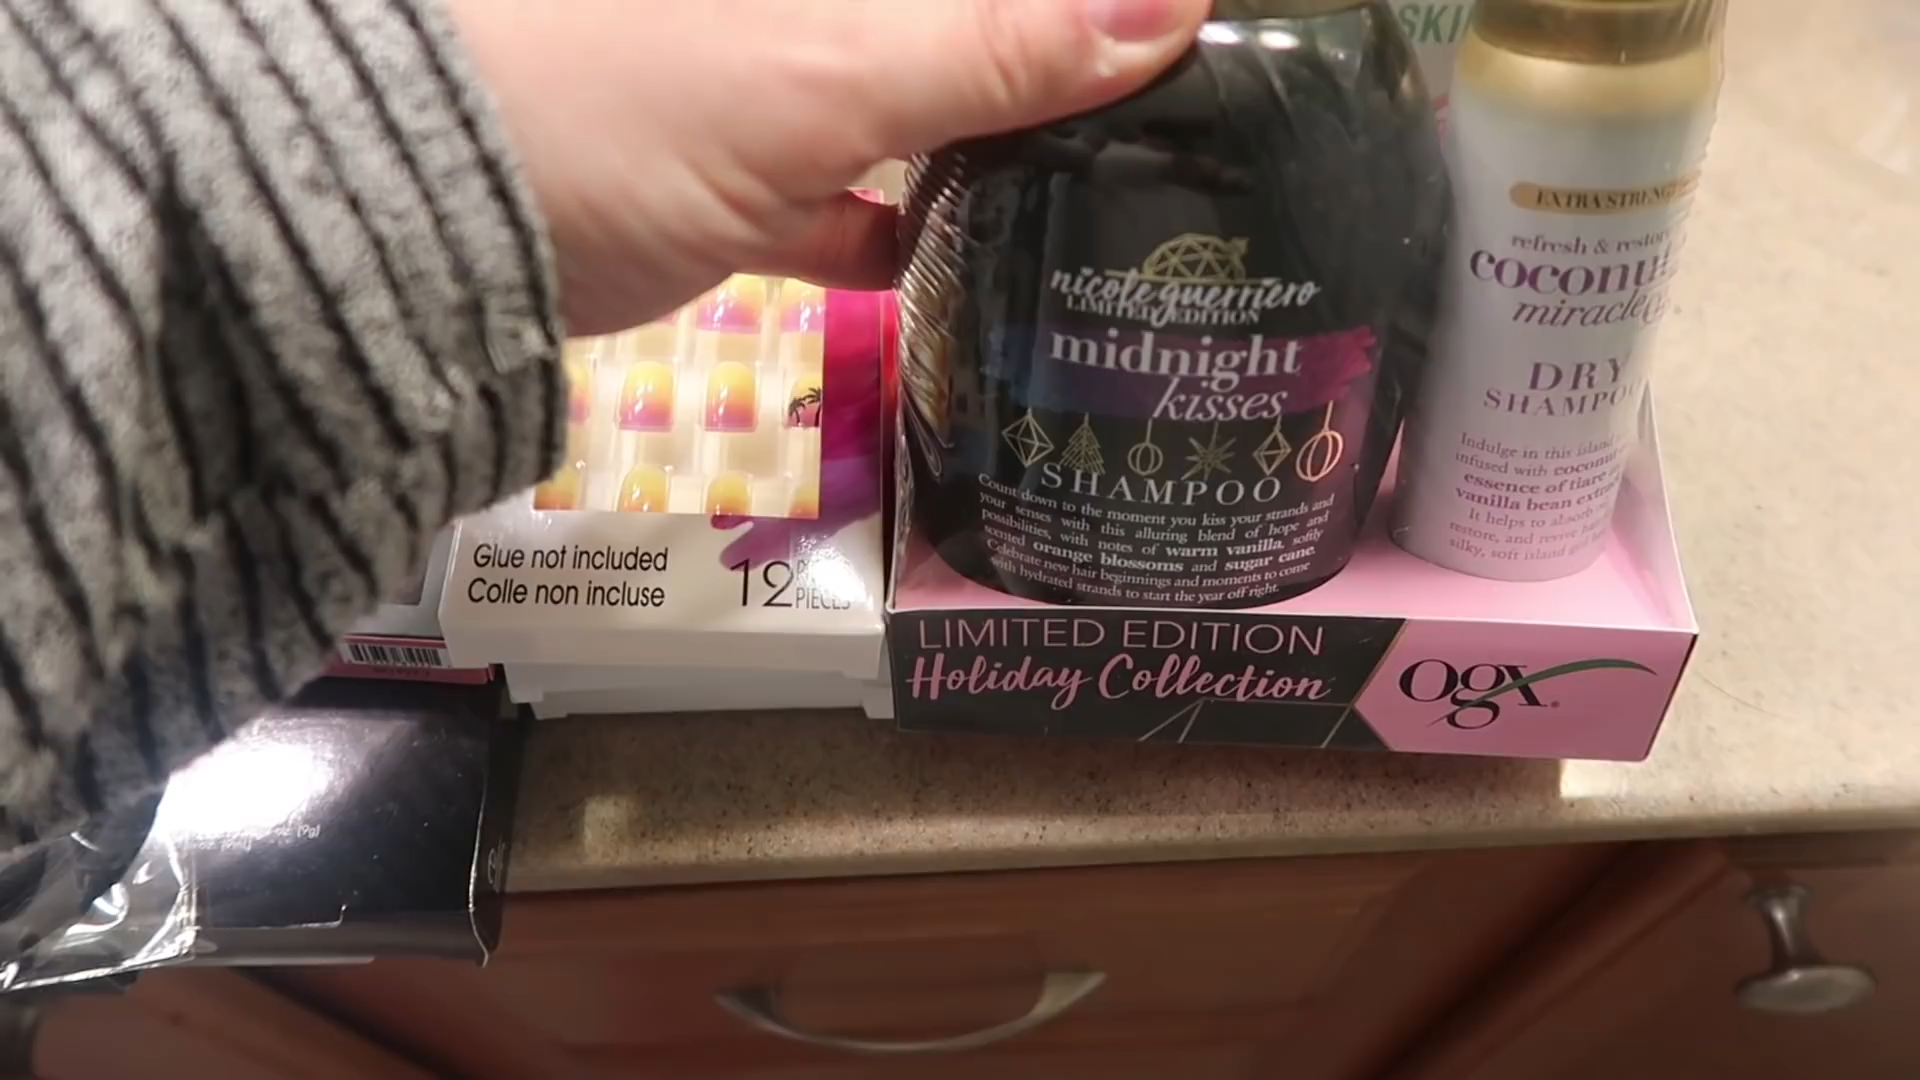 SKI
EXTRA STRENGT
refresh & restor
coconut
miracle
DRY
SHAMPOO
Indulge in this island
infused with coconut
essence of tiare
vanilla bean extra
It helps to absorb
restore, and revive
silky, soft island
nicole guerriero
LIMITED EDITION
midnight
kisses
SHAMPOO
Count down to the moment you kiss your strands and
your senses with this alluring blend of hope and
possibilities, with notes of warm vanilla, softly
scented orange blossoms and sugar cane.
Celebrate new hair beginnings and moments to come
with hydrated strands to start the year off right.
Glue not included
Colle non incluse
12
PIECES
LIMITED EDITION
Holiday Collection
ogx